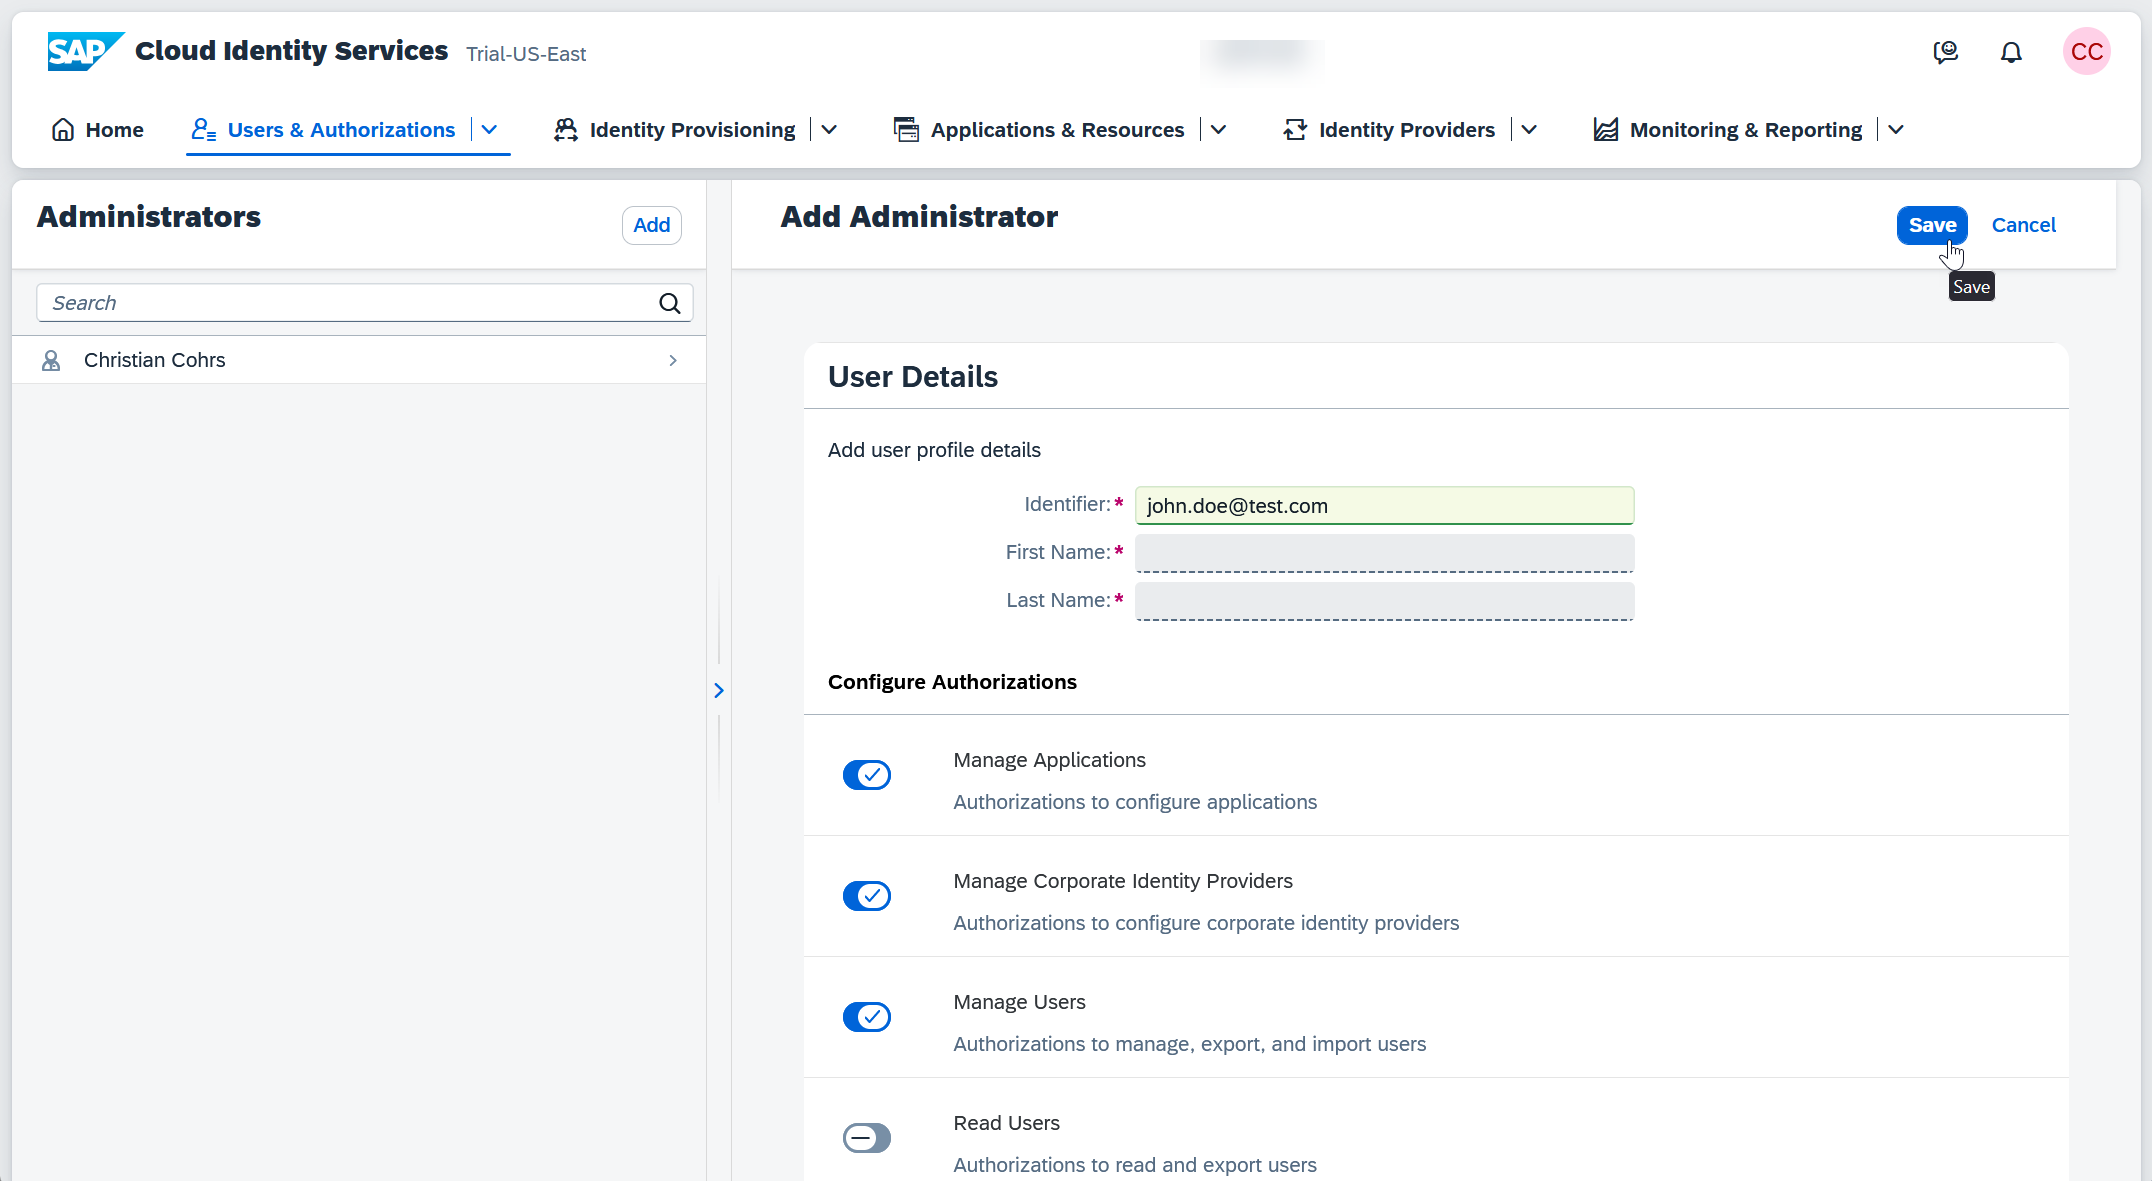 SAP Cloud Identity Services Trial-US-East
CC
Home Users & Authorizations Identity Provisioning Applications & Resources Identity Providers Monitoring & Reporting
Administrators
Add
Search
Christian Cohrs
Add Administrator
Save Cancel
Save
User Details
Add user profile details
Identifier:* john.doe@test.com
First Name:*
Last Name:*
Configure Authorizations
Manage Applications
Authorizations to configure applications
Manage Corporate Identity Providers
Authorizations to configure corporate identity providers
Manage Users
Authorizations to manage, export, and import users
Read Users
Authorizations to read and export users